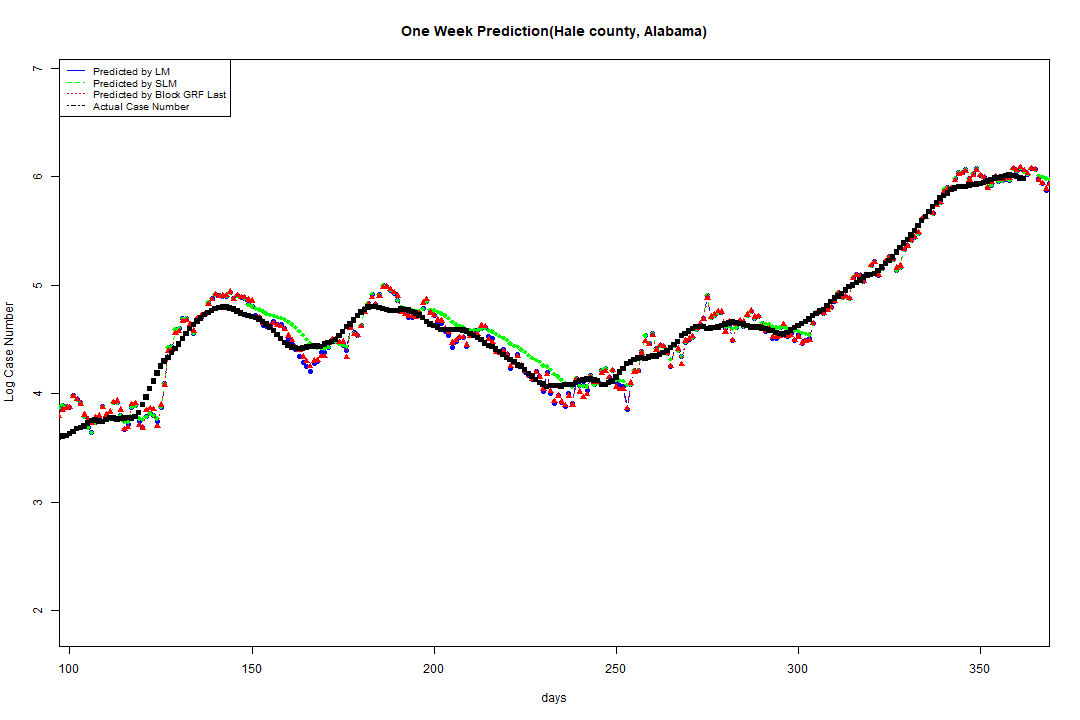 One Week Prediction(Hale county, Alabama)
Predicted by LM
Predicted by SLM
Predicted by Block GRF Last
Actual Case Number
7
6
5
4
3
2
Log Case Number
100 150 200 250 300 350
days